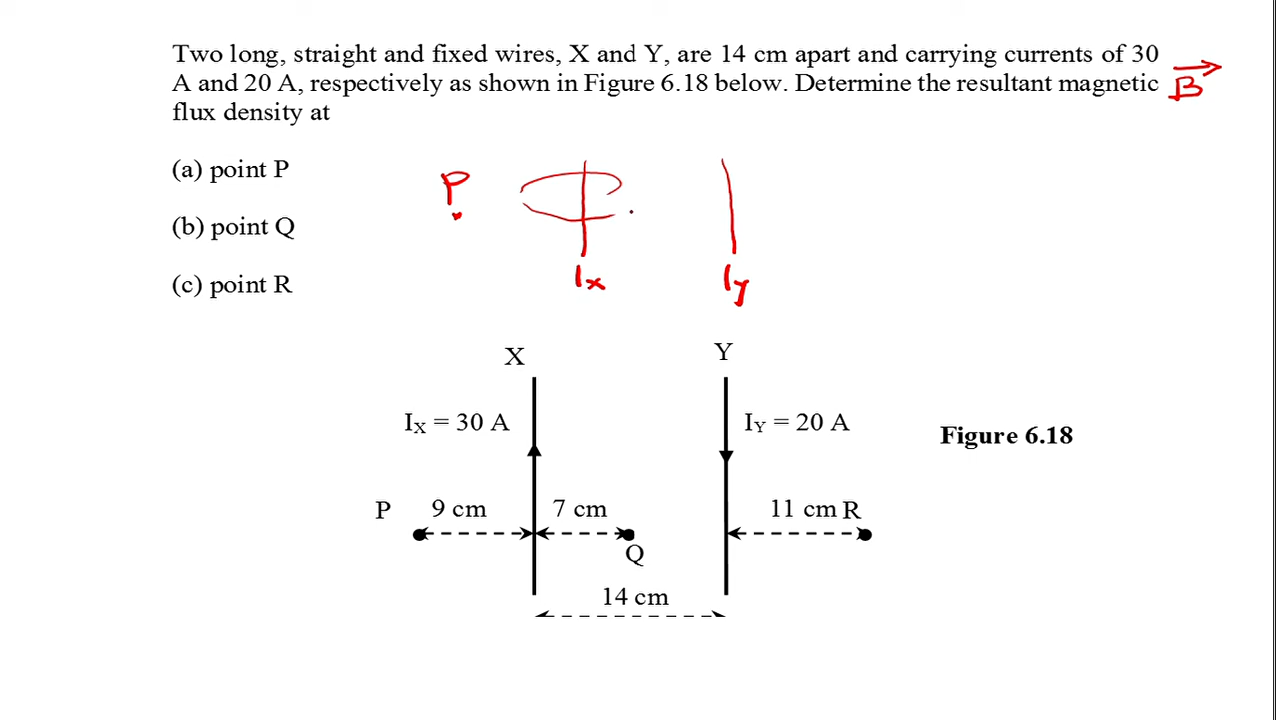 Two long, straight and fixed wires, X and Y, are 14 cm apart and carrying currents of 30
A and 20 A, respectively as shown in Figure 6.18 below. Determine the resultant magnetic
flux density at
B
(a) point P
(b) point Q
(c) point R
P
Ix
Iy
X
Y
IX = 30 A
IY = 20 A
Figure 6.18
P
9 cm
7 cm
11 cm R
Q
14 cm